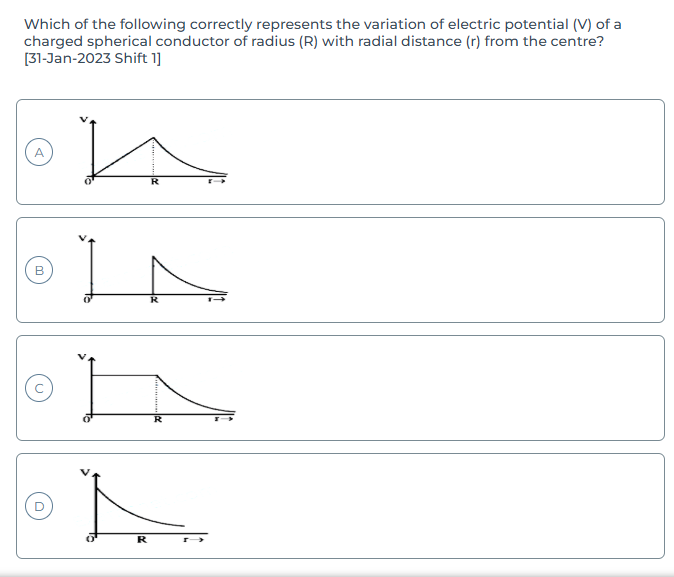 Which of the following correctly represents the variation of electric potential (V) of a
charged spherical conductor of radius (R) with radial distance (r) from the centre?
[31-Jan-2023 Shift 1]
V
A
O R r→
V
B
O R r→
V
C
O R r→
V
D
O R r→